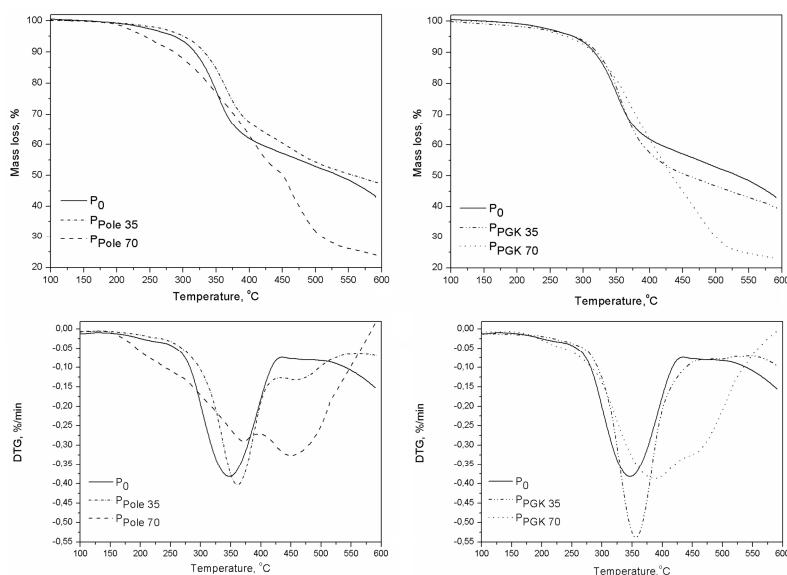 100
90
80
70
60
50
40
30
20
Mass loss, %
P0
PPole 35
PPole 70
100 150 200 250 300 350 400 450 500 550 600
Temperature, °C
100
90
80
70
60
50
40
30
20
Mass loss, %
P0
PPGK 35
PPGK 70
100 150 200 250 300 350 400 450 500 550 600
Temperature,°C
0,00
-0,05
-0,10
-0,15
-0,20
-0,25
-0,30
-0,35
-0,40
-0,45
-0,50
-0,55
DTG, %/min
P0
PPole 35
PPole 70
100 150 200 250 300 350 400 450 500 550 600
Temperature,°C
0,00
-0,05
-0,10
-0,15
-0,20
-0,25
-0,30
-0,35
-0,40
-0,45
-0,50
-0,55
DTG, %/min
P0
PPGK 35
PPGK 70
100 150 200 250 300 350 400 450 500 550 600
Temperature,°C